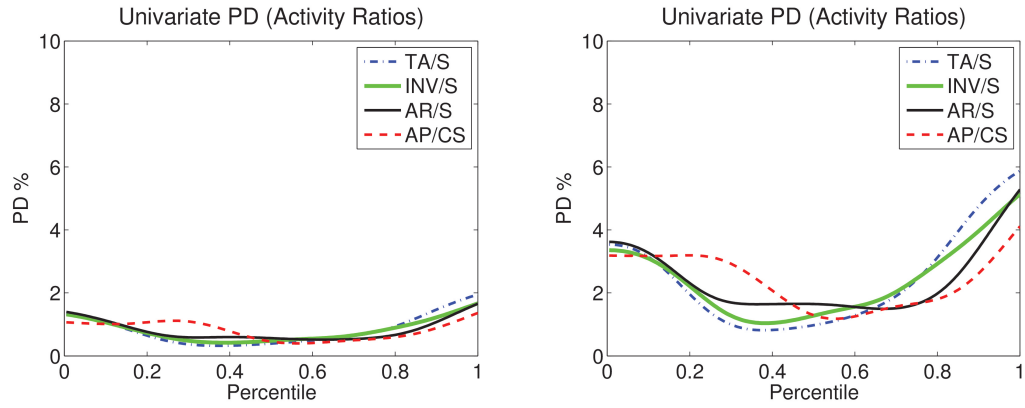 Univariate PD (Activity Ratios)
10
8
6
4
2
0
PD %
TA/S
INV/S
AR/S
AP/CS
0 0.2 0.4 0.6 0.8 1
Percentile
Univariate PD (Activity Ratios)
10
8
6
4
2
0
PD %
TA/S
INV/S
AR/S
AP/CS
0 0.2 0.4 0.6 0.8 1
Percentile